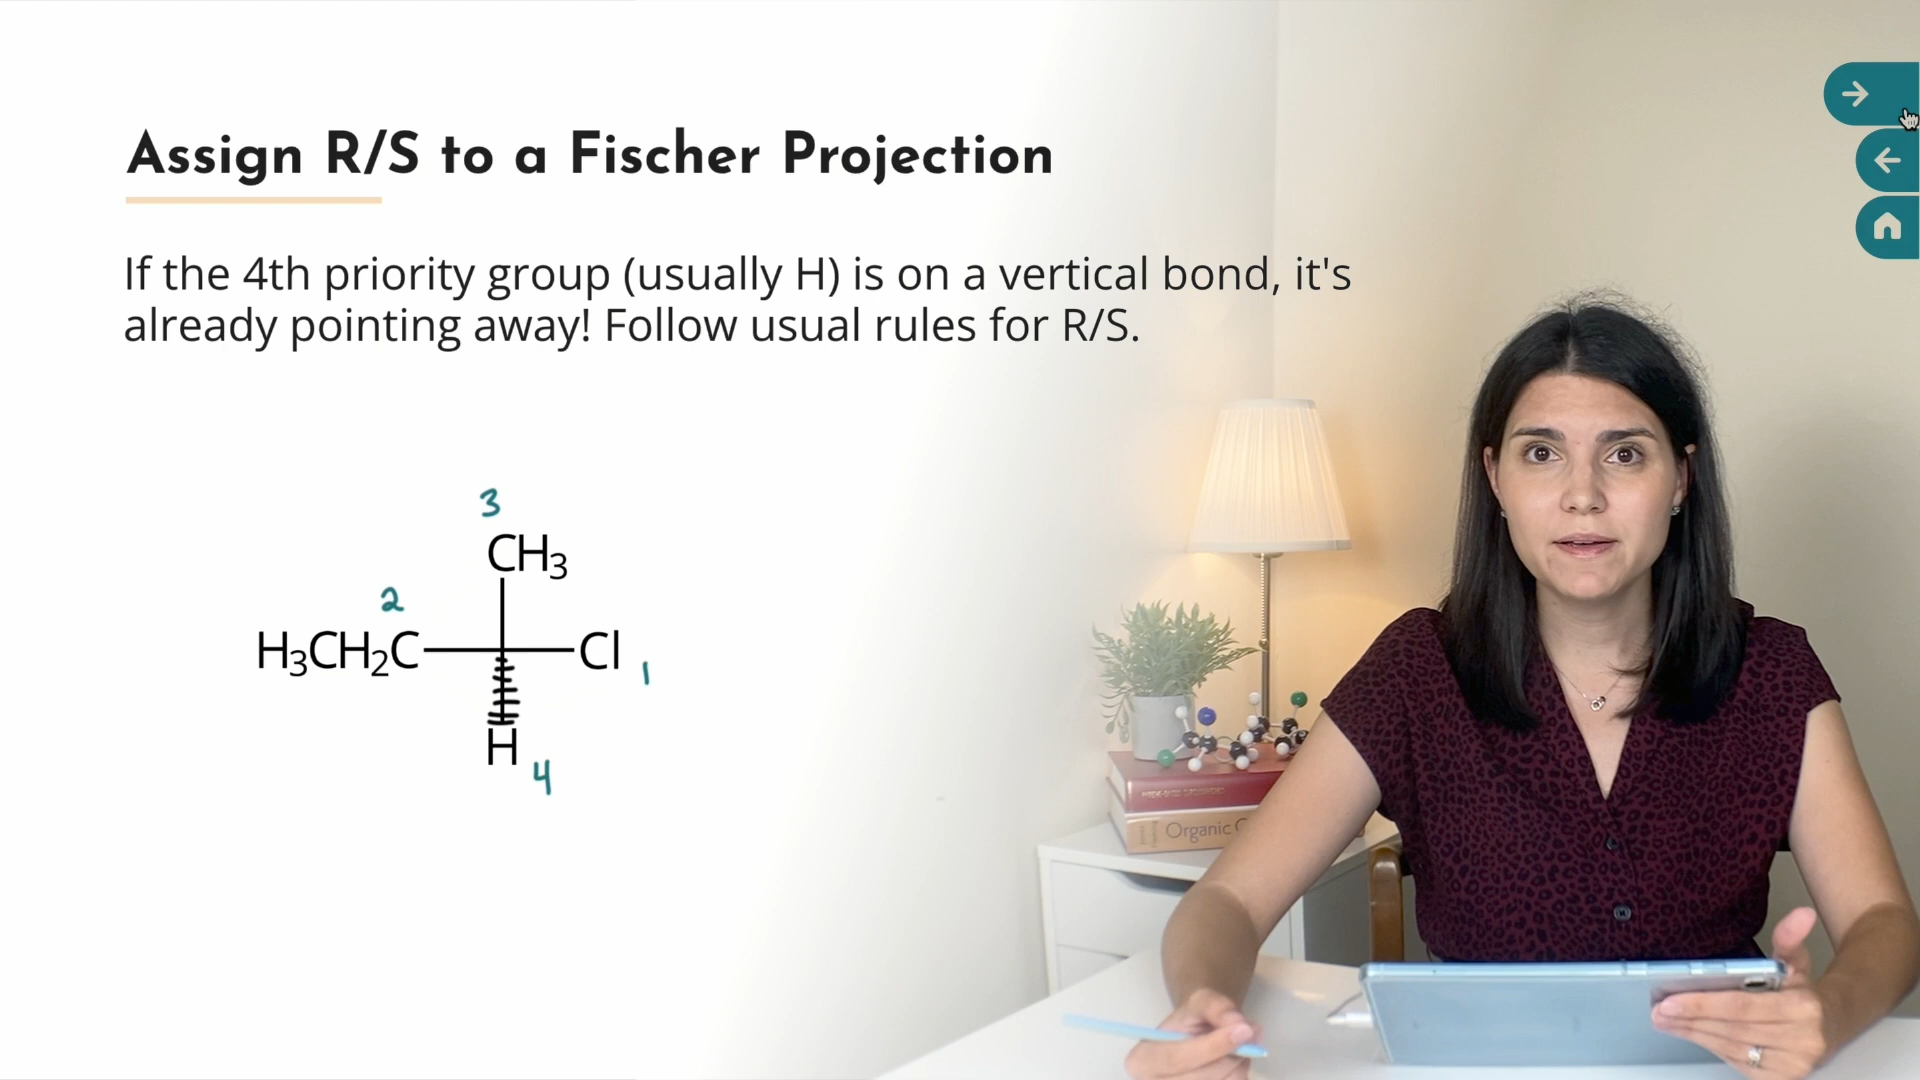 Assign R/S to a Fischer Projection
If the 4th priority group (usually H) is on a vertical bond, it's
already pointing away! Follow usual rules for R/S.
3
CH3
2
H3CH2C
Cl
1
H
4
Organic